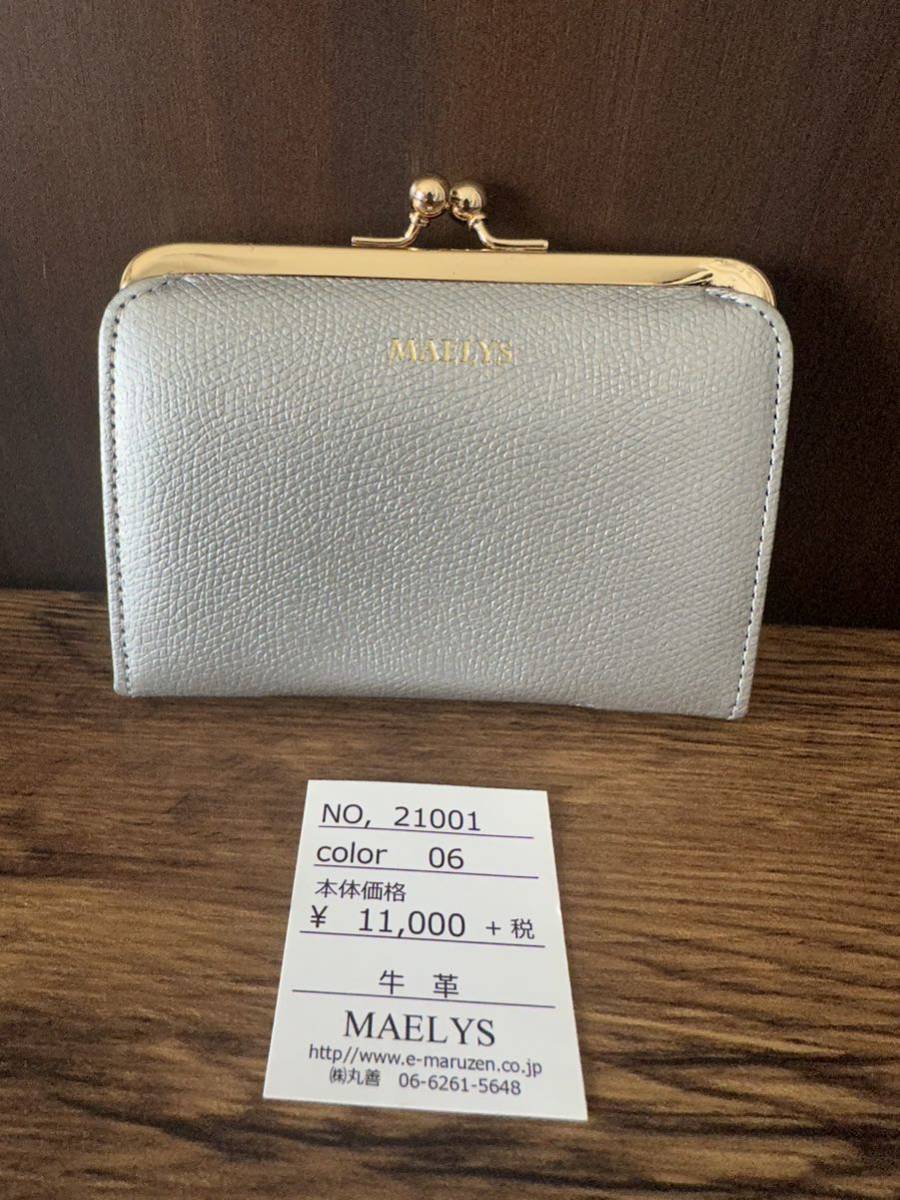 MAELYS
NO, 21001
color 06
本体価格
¥ 11,000 + 税
牛 革
MAELYS
http//www.e-maruzen.co.jp
㈱丸善 06-6261-5648